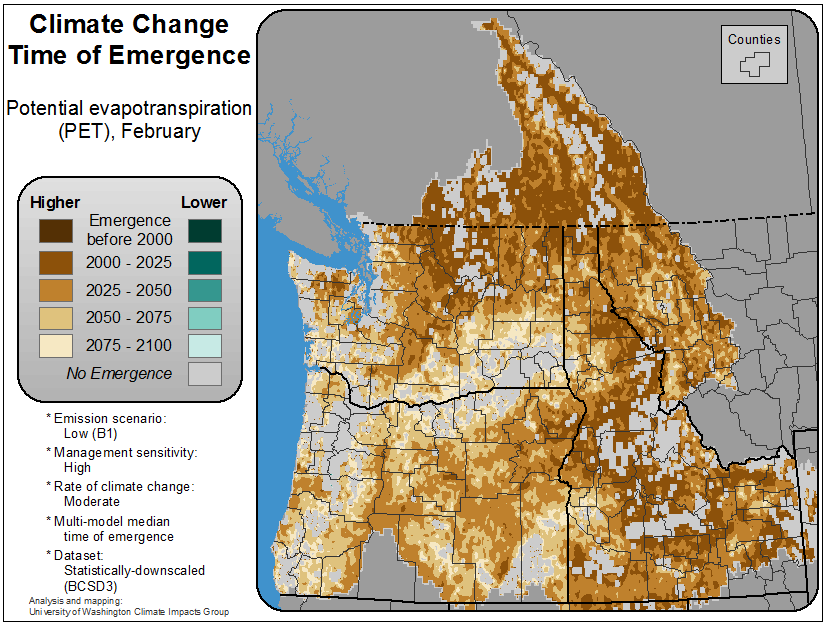 Climate Change
Time of Emergence
Potential evapotranspiration
(PET), February
Higher
Lower
Emergence
before 2000
2000 - 2025
2025 - 2050
2050 - 2075
2075 - 2100
No Emergence
* Emission scenario:
Low (B1)
* Management sensitivity:
High
* Rate of climate change:
Moderate
* Multi-model median
time of emergence
* Dataset:
Statistically-downscaled
(BCSD3)
Analysis and mapping:
University of Washington Climate Impacts Group
Counties